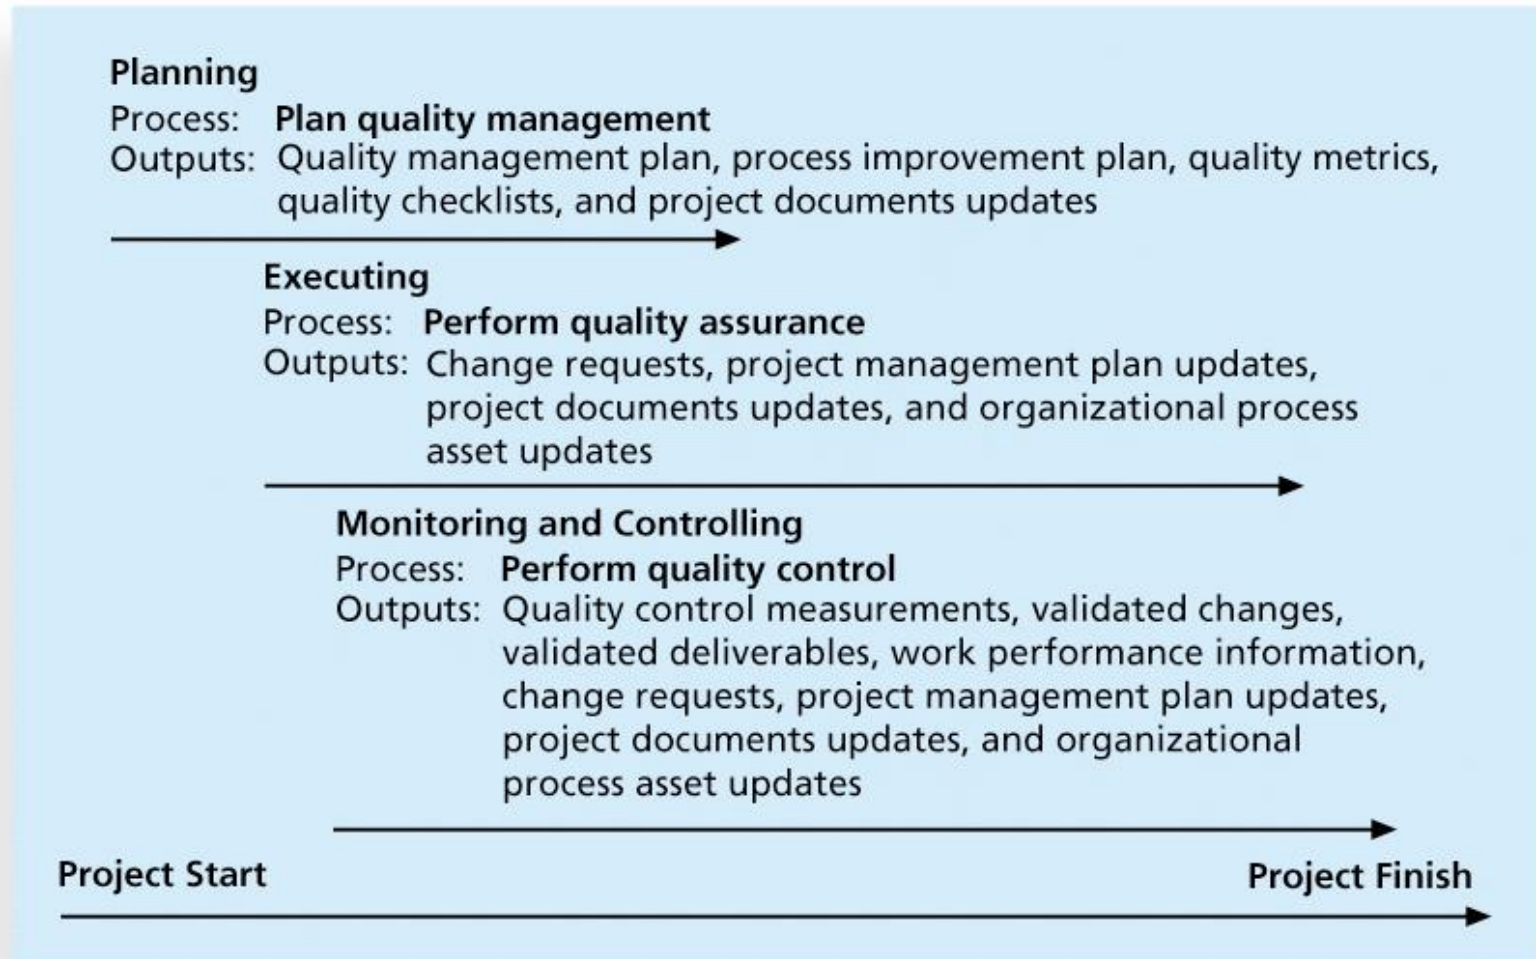 Planning
Process: Plan quality management
Outputs: Quality management plan, process improvement plan, quality metrics,
quality checklists, and project documents updates
Executing
Process: Perform quality assurance
Outputs: Change requests, project management plan updates,
project documents updates, and organizational process
asset updates
Monitoring and Controlling
Process: Perform quality control
Outputs: Quality control measurements, validated changes,
validated deliverables, work performance information,
change requests, project management plan updates,
project documents updates, and organizational
process asset updates
Project Start
Project Finish